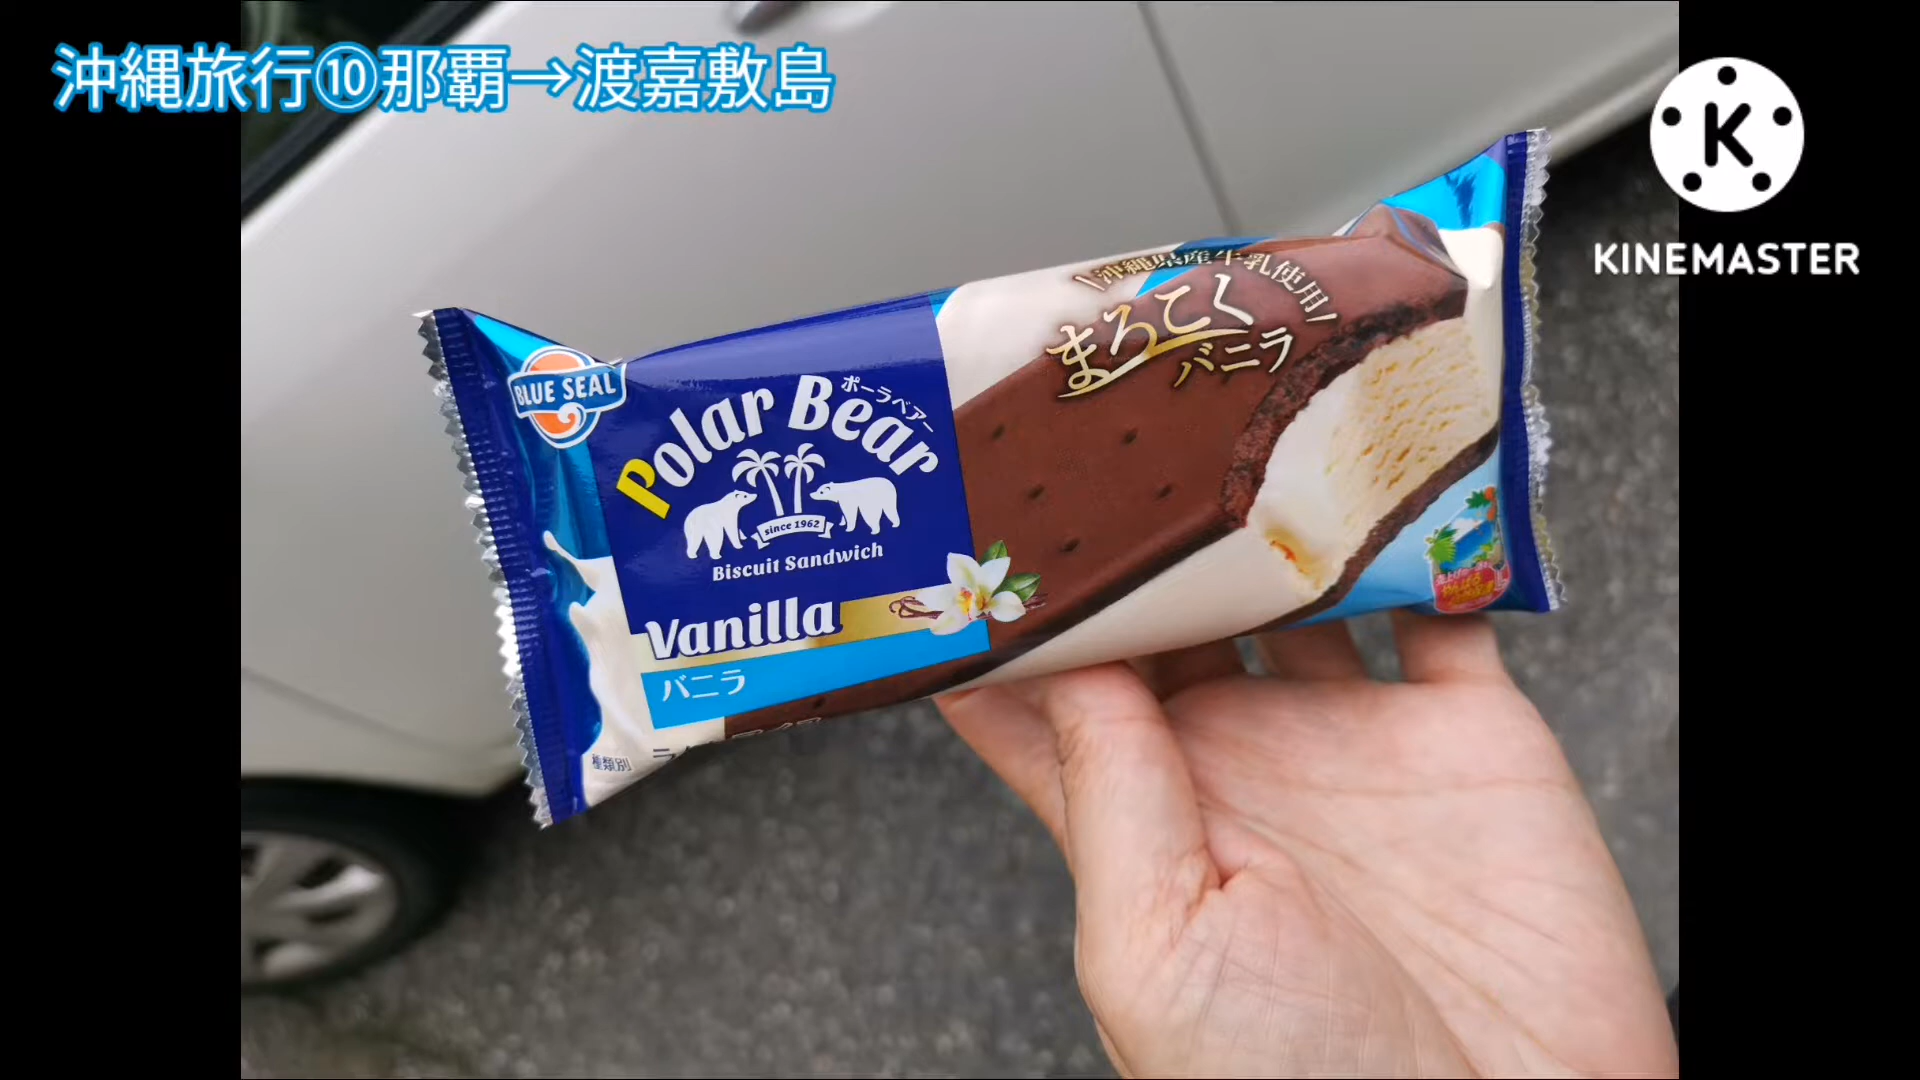 沖縄旅行⑩那覇→渡嘉敷島
KINEMASTER
沖縄県産牛乳使用
まろこく
バニラ
BLUE SEAL
ポーラベアー
Polar Bear
since 1962
Biscuit Sandwich
Vanilla
バニラ
種類別